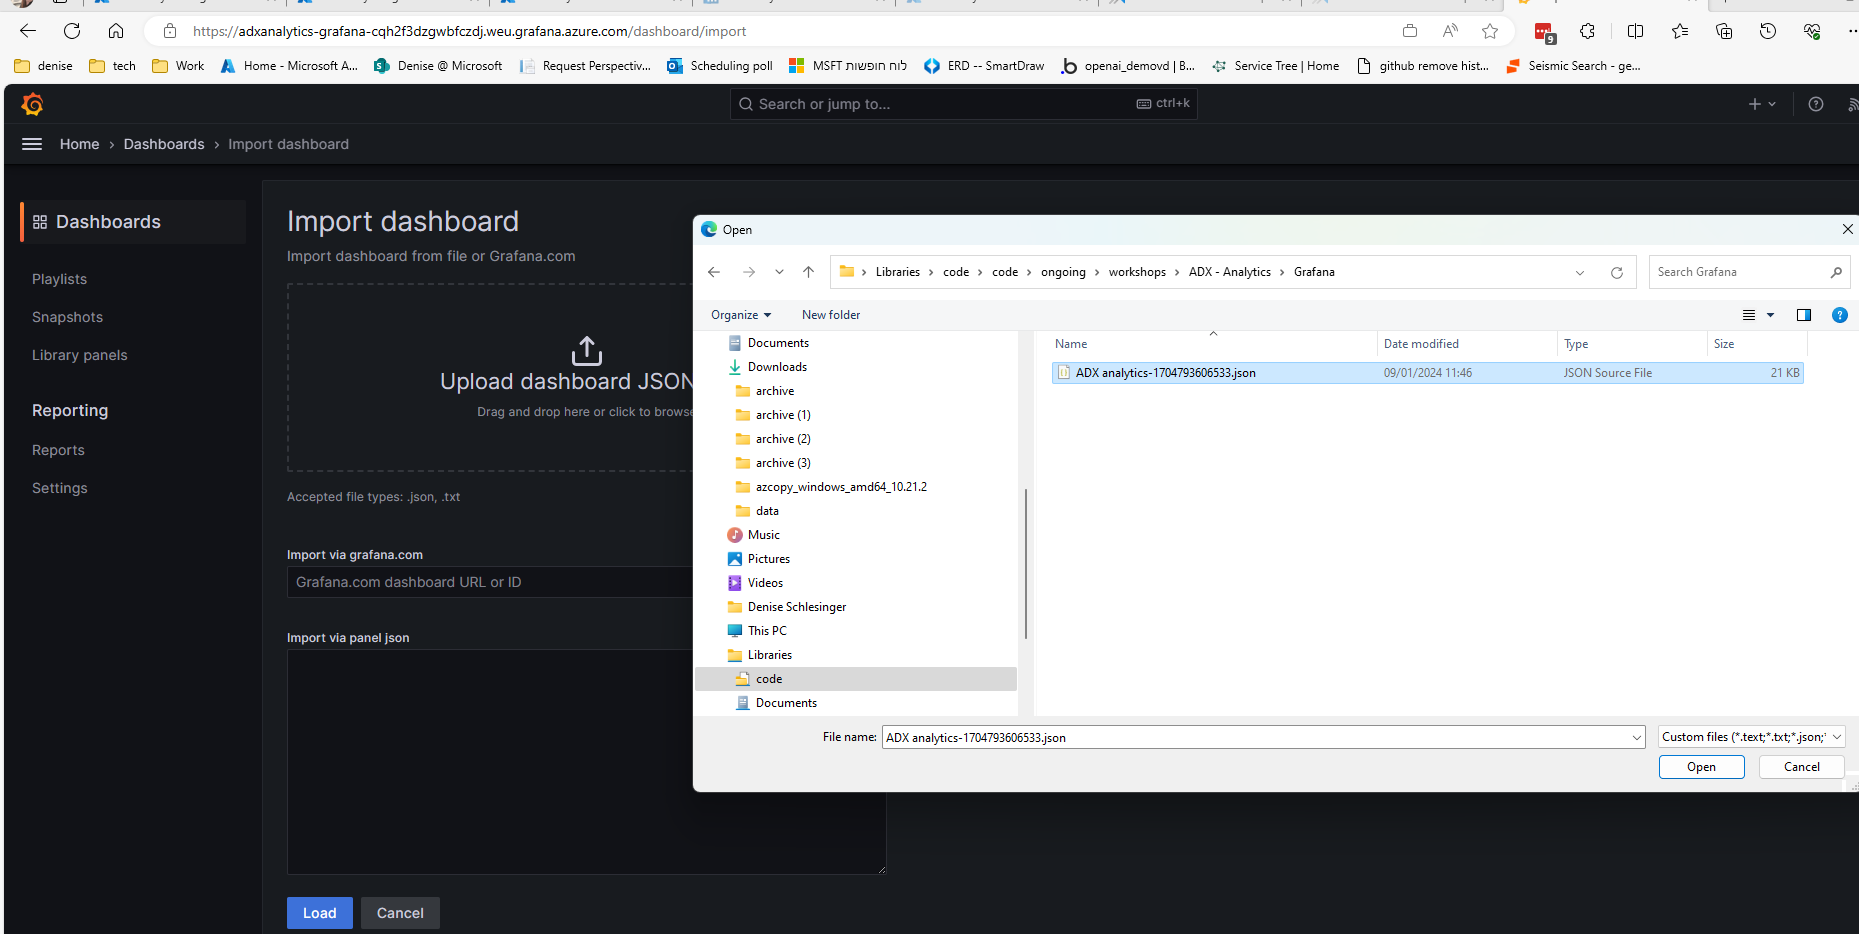 https://adxanalytics-grafana-cqh2f3dzgwbfczdj.weu.grafana.azure.com/dashboard/import
9
denise
tech
Work
Home - Microsoft A...
Denise @ Microsoft
Request Perspectiv...
Scheduling poll
MSFT לוח חופשות
ERD -- SmartDraw
openai_demovd | B...
Service Tree | Home
github remove hist...
Seismic Search - ge...
Search or jump to...
ctrl+k
Home › Dashboards › Import dashboard
Dashboards
Playlists
Snapshots
Library panels
Reporting
Reports
Settings
Import dashboard
Import dashboard from file or Grafana.com
Upload dashboard JSON
Drag and drop here or click to browse
Accepted file types: .json, .txt
Import via grafana.com
Grafana.com dashboard URL or ID
Import via panel json
Load
Cancel
Open
Libraries › code › code › ongoing › workshops › ADX - Analytics › Grafana
Search Grafana
Organize
New folder
Documents
Downloads
archive
archive (1)
archive (2)
archive (3)
azcopy_windows_amd64_10.21.2
data
Music
Pictures
Videos
Denise Schlesinger
This PC
Libraries
code
Documents
Name
Date modified
Type
Size
ADX analytics-1704793606533.json
09/01/2024 11:46
JSON Source File
21 KB
File name:
ADX analytics-1704793606533.json
Custom files (*.text;*.txt;*.json;*
Open
Cancel